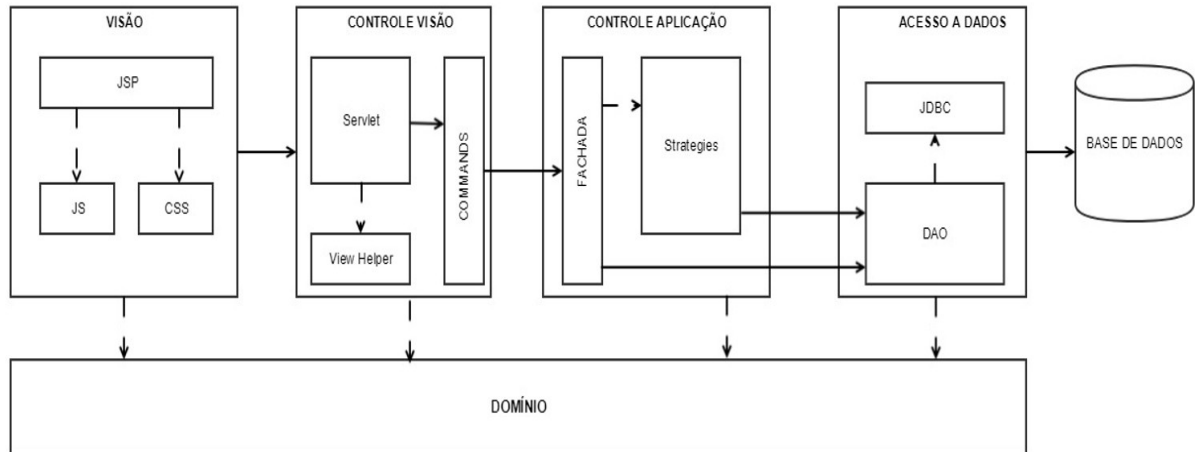 VISÃO
JSP
JS
CSS
CONTROLE VISÃO
Servlet
View Helper
COMMANDS
CONTROLE APLICAÇÃO
FACHADA
Strategies
ACESSO A DADOS
JDBC
DAO
BASE DE DADOS
DOMÍNIO